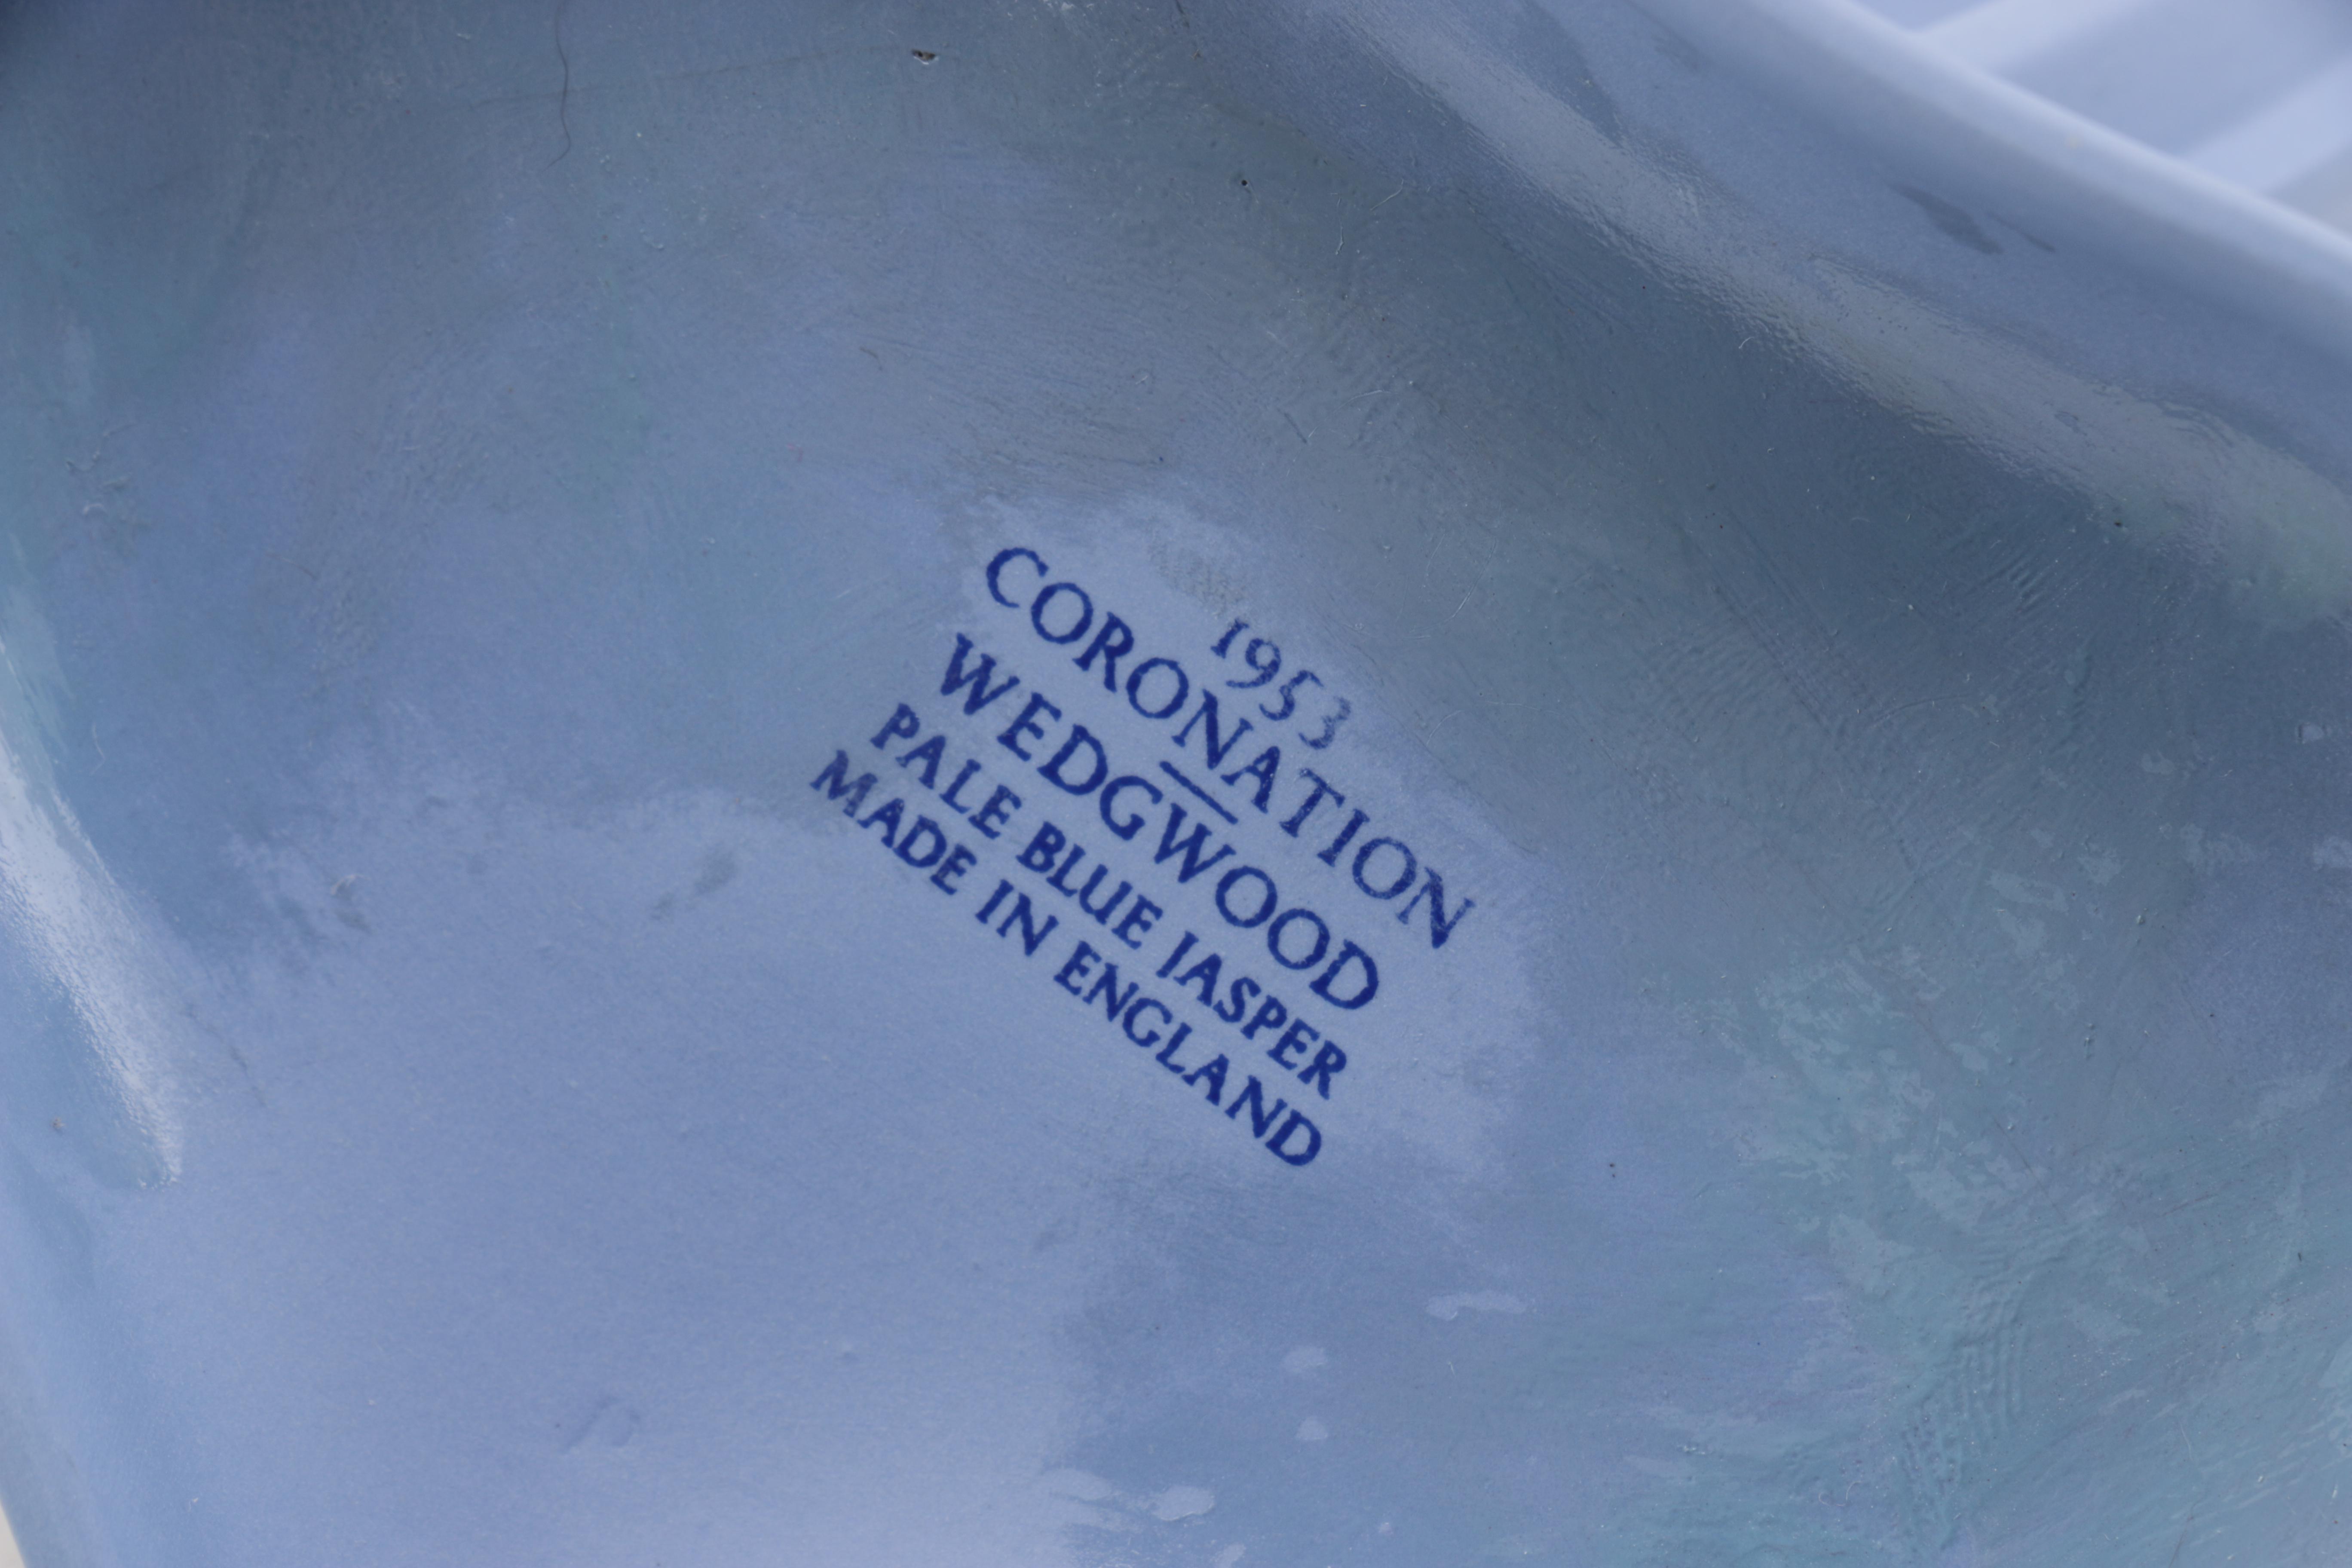 1953
CORONATION
WEDGWOOD
PALE BLUE JASPER
MADE IN ENGLAND